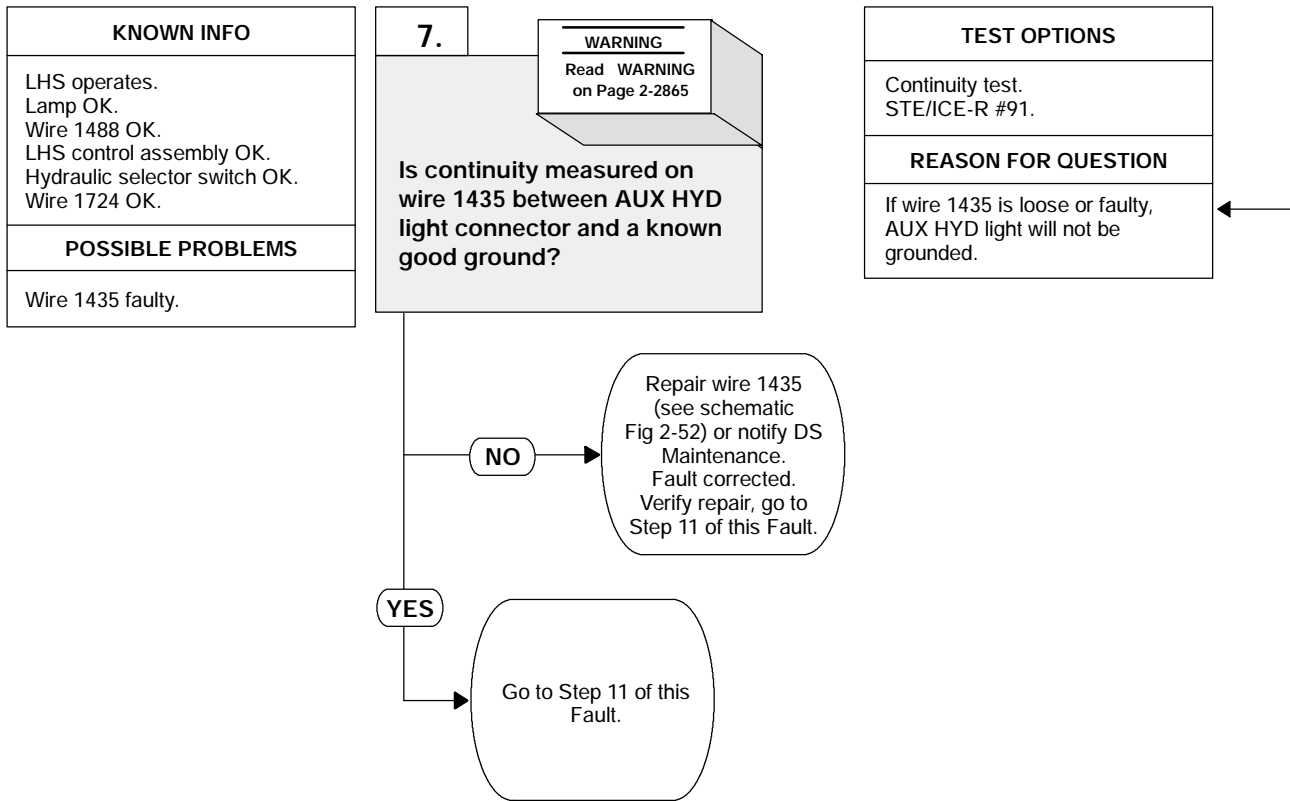 KNOWN INFO
LHS operates.
Lamp OK.
Wire 1488 OK.
LHS control assembly OK.
Hydraulic selector switch OK.
Wire 1724 OK.
POSSIBLE PROBLEMS
Wire 1435 faulty.
7.
WARNING
Read WARNING
on Page 2-2865
Is continuity measured on
wire 1435 between AUX HYD
light connector and a known
good ground?
TEST OPTIONS
Continuity test.
STE/ICE-R #91.
REASON FOR QUESTION
If wire 1435 is loose or faulty,
AUX HYD light will not be
grounded.
NO
Repair wire 1435
(see schematic
Fig 2-52) or notify DS
Maintenance.
Fault corrected.
Verify repair, go to
Step 11 of this Fault.
YES
Go to Step 11 of this
Fault.